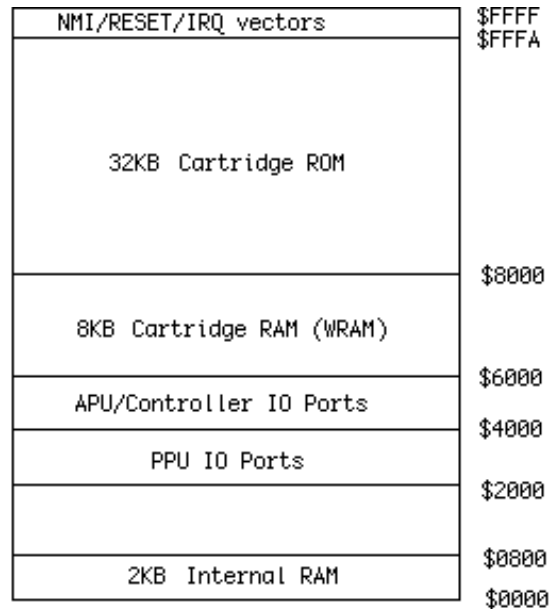 NMI/RESET/IRQ vectors
$FFFF
$FFFA
32KB Cartridge ROM
$8000
8KB Cartridge RAM (WRAM)
$6000
APU/Controller IO Ports
$4000
PPU IO Ports
$2000
$0800
2KB Internal RAM
$0000